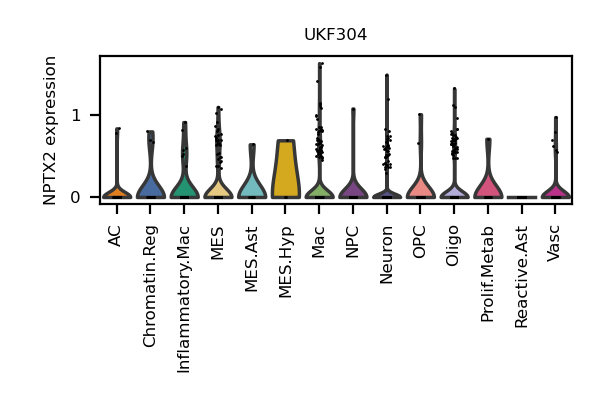 UKF304
NPTX2 expression
1
0
AC
Chromatin.Reg
Inflammatory.Mac
MES
MES.Ast
MES.Hyp
Mac
NPC
Neuron
OPC
Oligo
Prolif.Metab
Reactive.Ast
Vasc